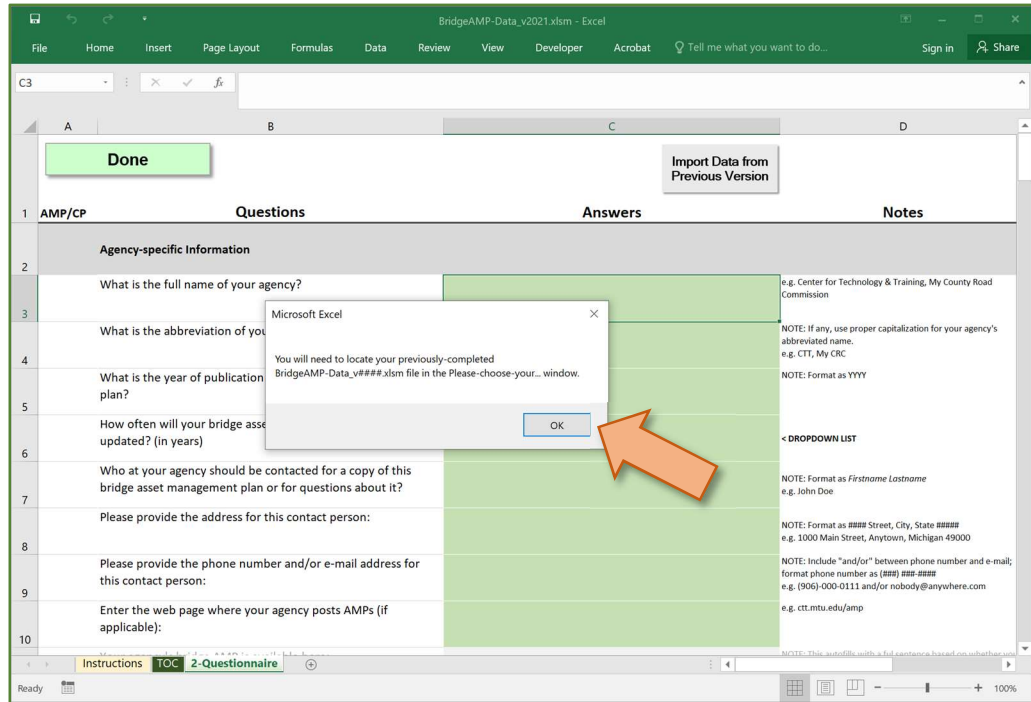 BridgeAMP-Data_v2021.xlsm - Excel
File Home Insert Page Layout Formulas Data Review View Developer Acrobat Tell me what you want to do... Sign in Share
C3 fx
A B C D
Done
Import Data from
Previous Version
1 AMP/CP Questions Answers Notes
2 Agency-specific Information
3 What is the full name of your agency?
e.g. Center for Technology & Training, My County Road
Commission
Microsoft Excel
You will need to locate your previously-completed
BridgeAMP-Data_v####.xlsm file in the Please-choose-your... window.
OK
4 What is the abbreviation of
NOTE: If any, use proper capitalization for your agency's
abbreviated name.
e.g. CTT, My CRC
5 What is the year of publication
plan?
NOTE: Format as YYYY
6 How often will your bridge
updated? (in years)
< DROPDOWN LIST
7 Who at your agency should be contacted for a copy of this
bridge asset management plan or for questions about it?
NOTE: Format as Firstname Lastname
e.g. John Doe
8 Please provide the address for this contact person:
NOTE: Format as #### Street, City, State #####
e.g. 1000 Main Street, Anytown, Michigan 49000
9 Please provide the phone number and/or e-mail address for
this contact person:
NOTE: Include "and/or" between phone number and e-mail;
format phone number as (###) ###-####
e.g. (906)-000-0111 and/or nobody@anywhere.com
10 Enter the web page where your agency posts AMPs (if
applicable):
e.g. ctt.mtu.edu/amp
Instructions TOC 2-Questionnaire
Ready 100%